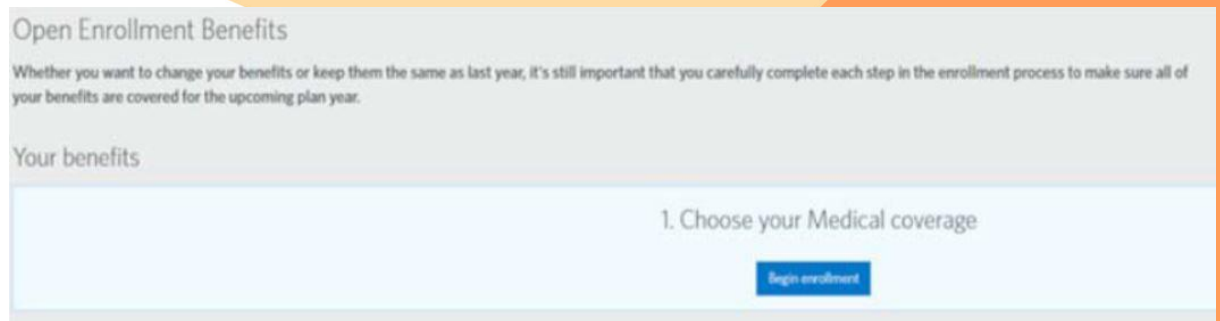 Open Enrollment Benefits
Whether you want to change your benefits or keep them the same as last year, it's still important that you carefully complete each step in the enrollment process to make sure all of
your benefits are covered for the upcoming plan year.
Your benefits
1. Choose your Medical coverage
Begin enrollment